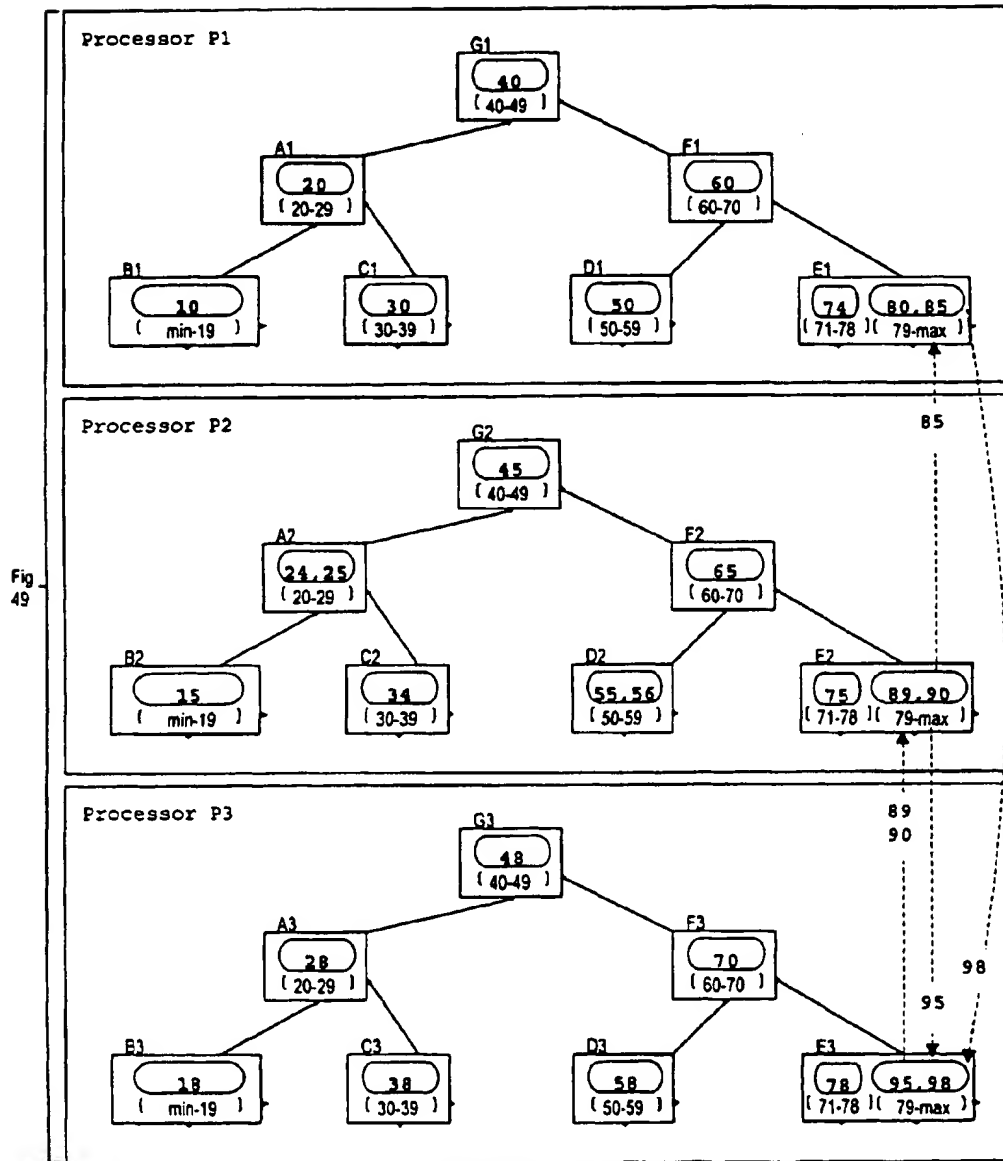 Processor P1
G1
40
( 40-49 )
A1
20
( 20-29 )
F1
60
( 60-70 )
B1
10
( min-19 )
C1
30
( 30-39 )
D1
50
( 50-59 )
E1
74 80,85
( 71-78 )( 79-max )
85
Processor P2
G2
45
( 40-49 )
A2
24,25
( 20-29 )
F2
65
( 60-70 )
Fig
49
B2
15
( min-19 )
C2
34
( 30-39 )
D2
55,56
( 50-59 )
E2
75 89,90
( 71-78 )( 79-max )
Processor P3
89
90
G3
48
( 40-49 )
A3
28
( 20-29 )
F3
70
( 60-70 )
98
95
B3
18
( min-19 )
C3
38
( 30-39 )
D3
58
( 50-59 )
E3
78 95,98
( 71-78 )( 79-max )